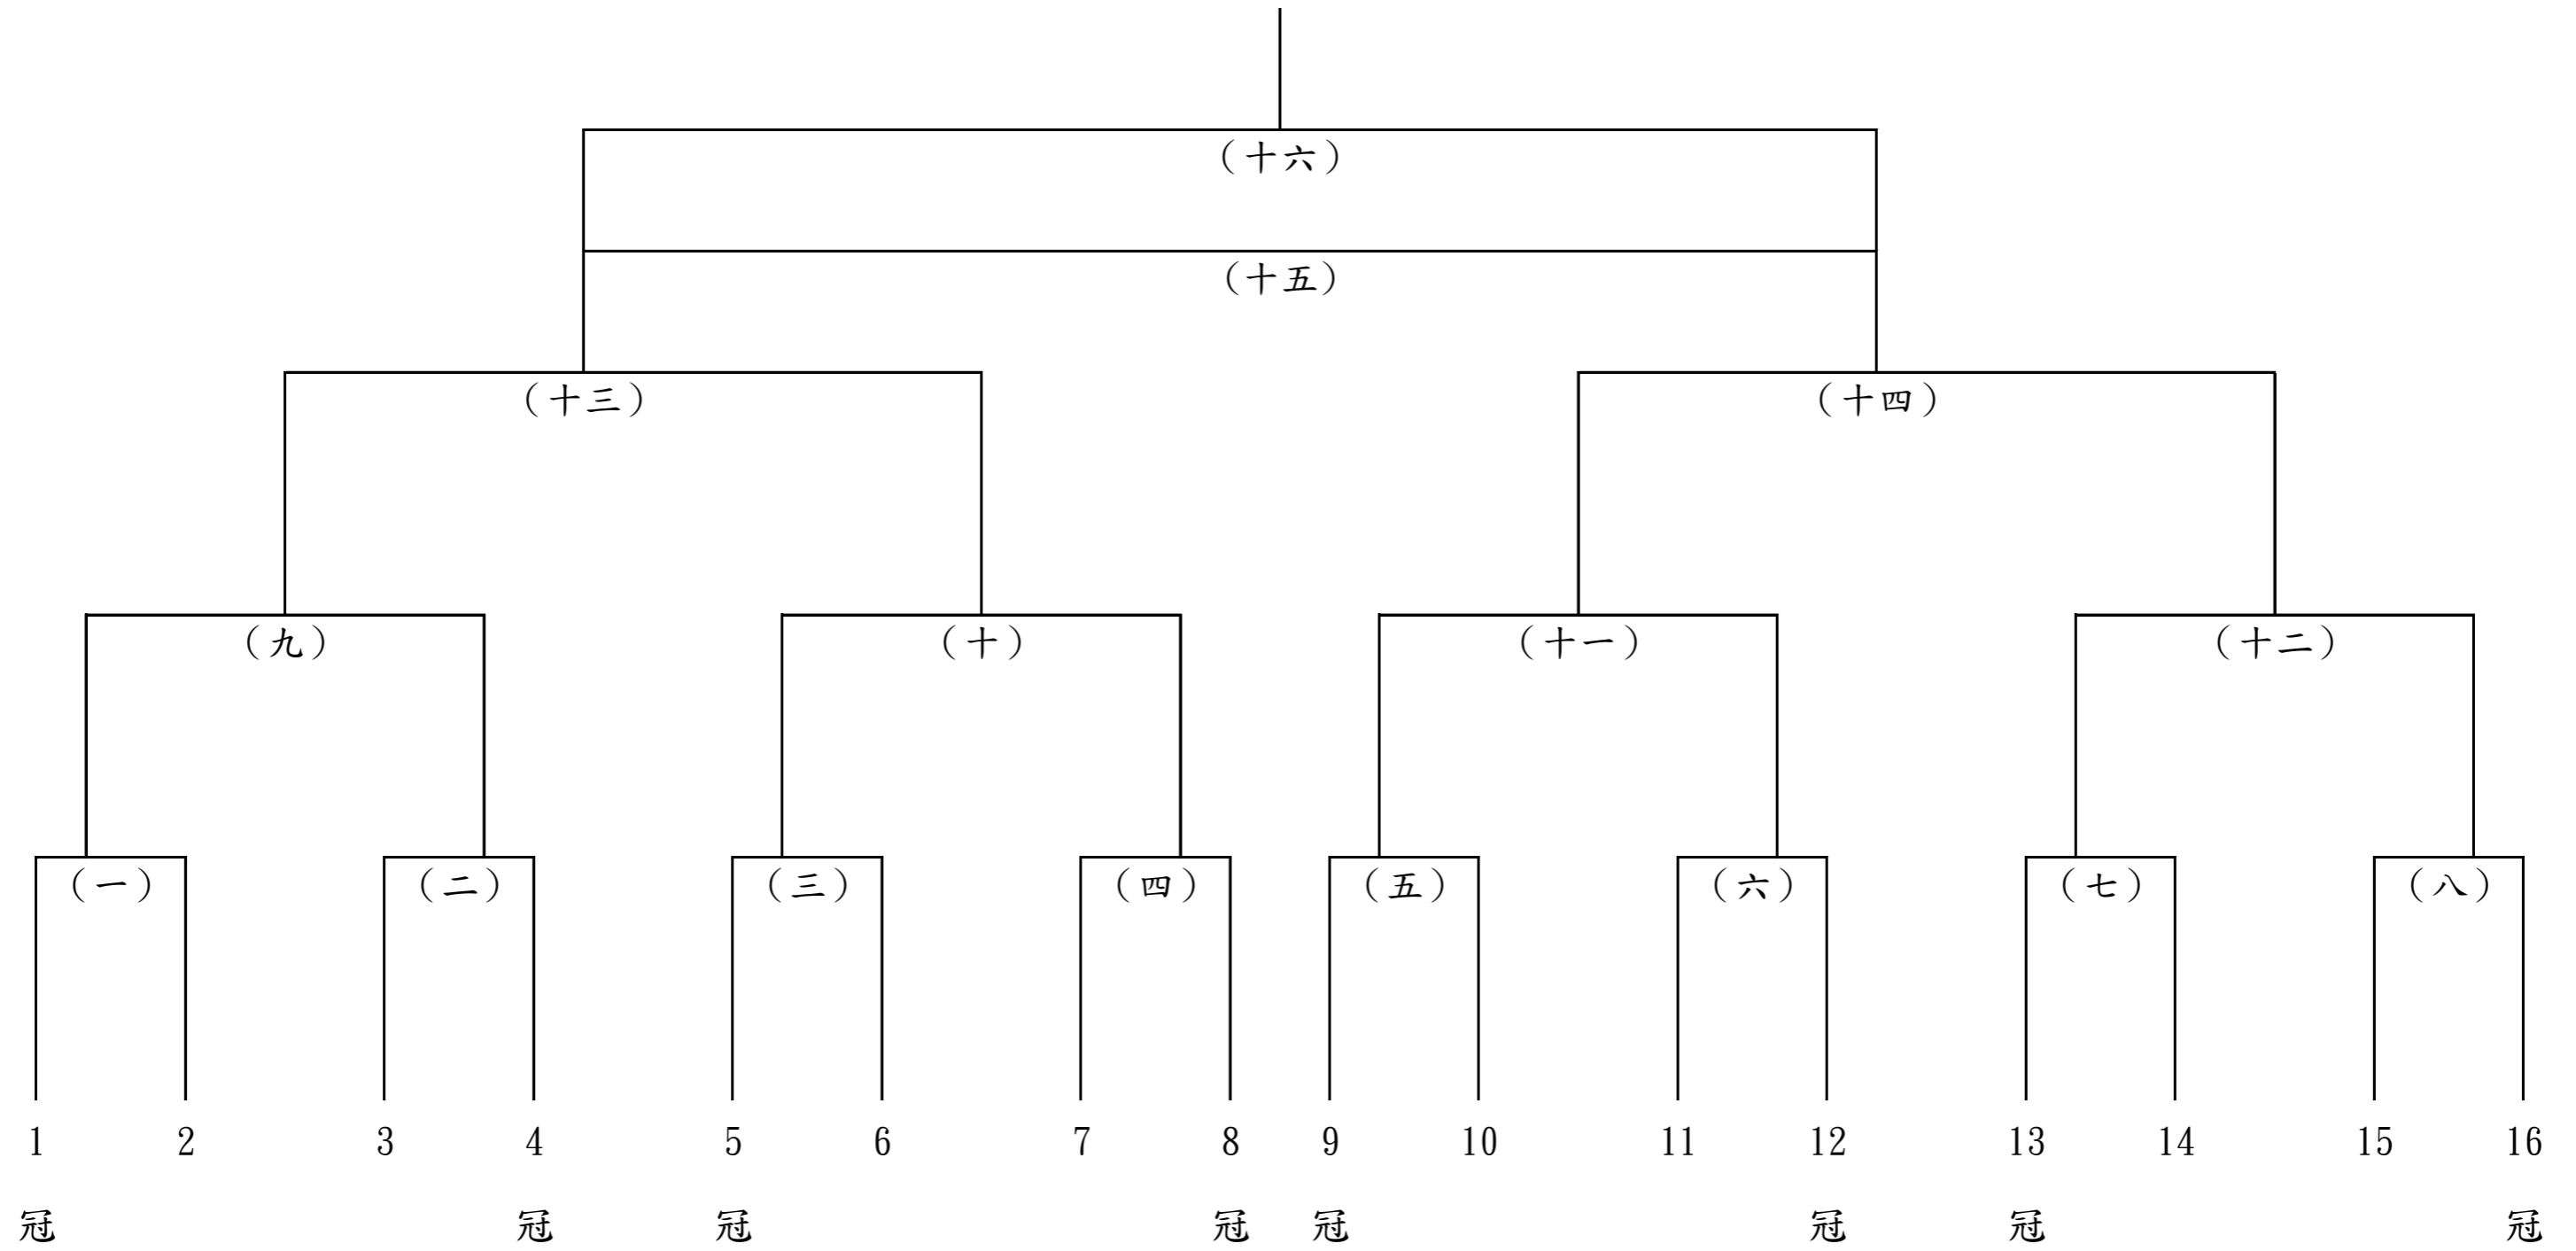 （十六）
（十五）
（十三） （十四）
（九） （十） （十一） （十二）
（一） （二） （三） （四） （五） （六） （七） （八）
1 2 3 4 5 6 7 8 9 10 11 12 13 14 15 16
冠 冠 冠 冠 冠 冠 冠 冠